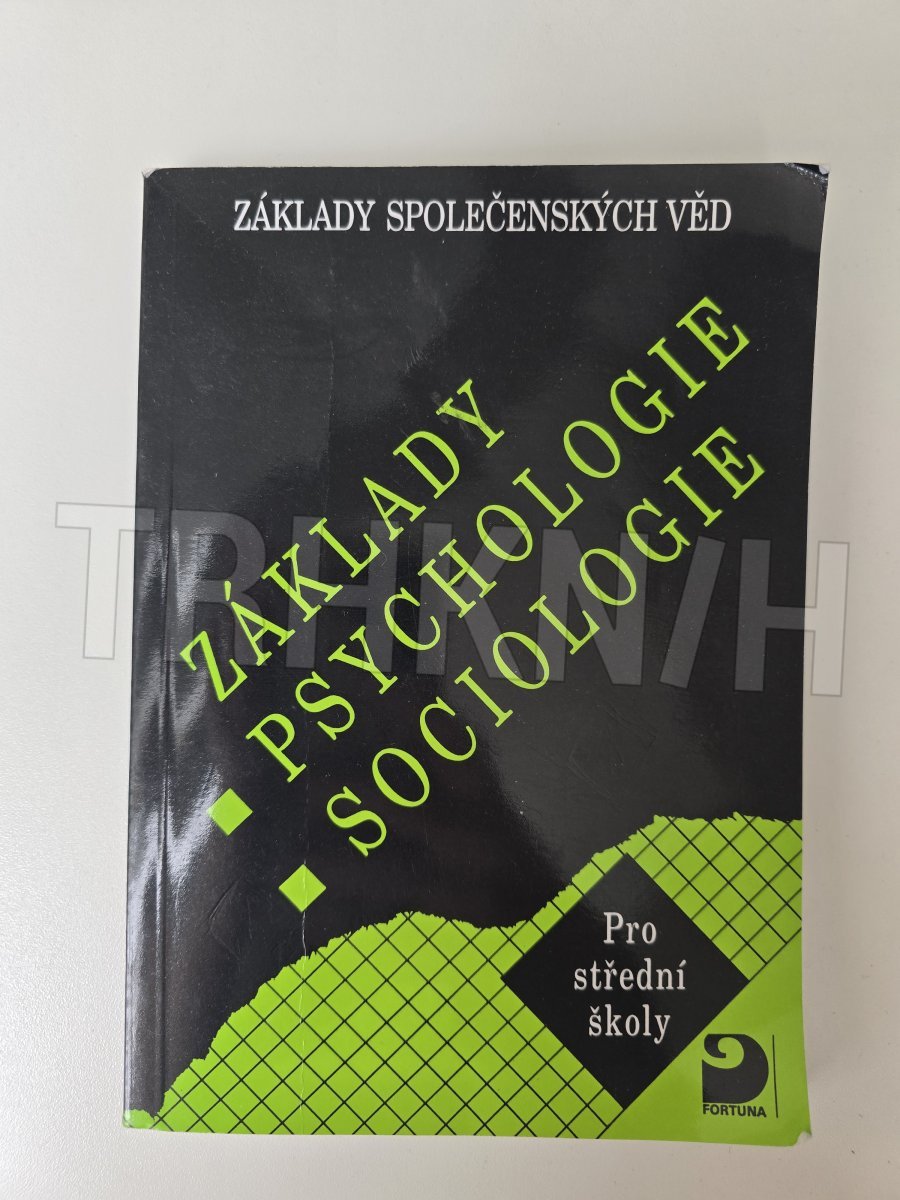 ZÁKLADY SPOLEČENSKÝCH VĚD
ZÁKLADY
PSYCHOLOGIE
SOCIOLOGIE
TRHKNIH
Pro
střední
školy
FORTUNA